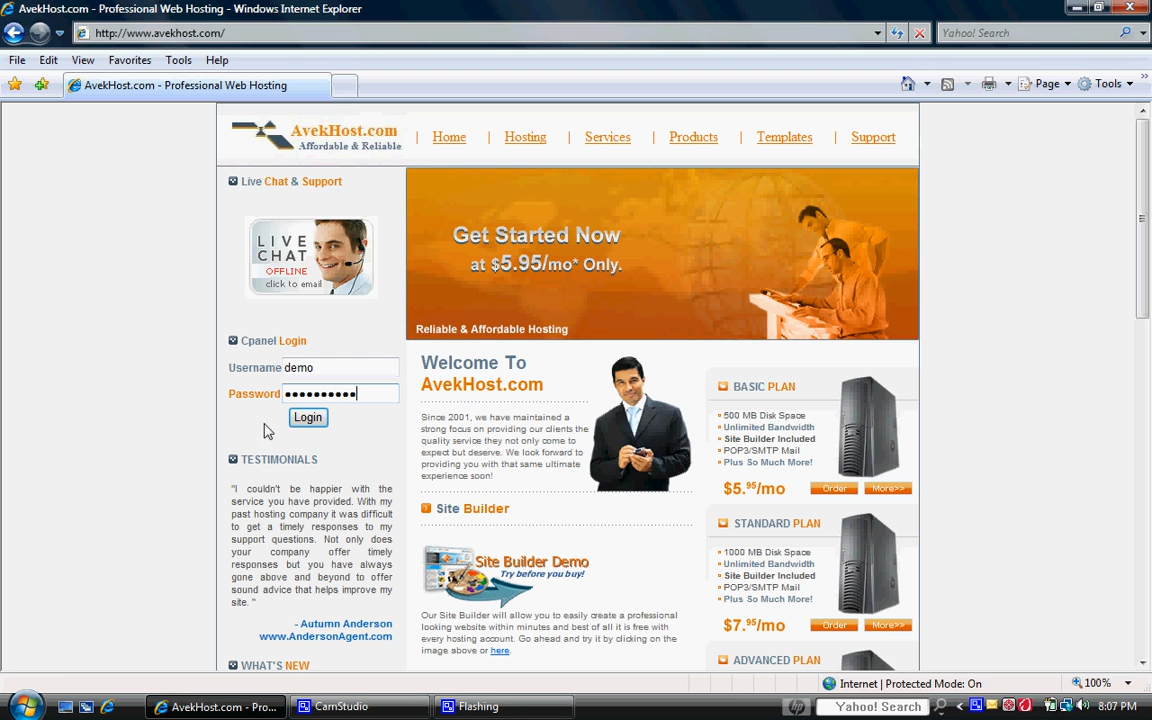 AvekHost.com - Professional Web Hosting - Windows Internet Explorer
http://www.avekhost.com/
Yahoo! Search
File Edit View Favorites Tools Help
AvekHost.com - Professional Web Hosting
Page Tools
AvekHost.com
Affordable & Reliable
| Home | Hosting | Services | Products | Templates | Support
Live Chat & Support
LIVE
CHAT
OFFLINE
click to email
Get Started Now
at $5.95/mo* Only.
Reliable & Affordable Hosting
Cpanel Login
Username demo
Password ••••••••••
Login
TESTIMONIALS
"I couldn't be happier with the
service you have provided. With my
past hosting company it was difficult
to get a timely responses to my
support questions. Not only does
your company offer timely
responses but you have always
gone above and beyond to offer
sound advice that helps improve my
site. "
- Autumn Anderson
www.AndersonAgent.com
WHAT'S NEW
Welcome To
AvekHost.com
Since 2001, we have maintained a
strong focus on providing our clients the
quality service they not only come to
expect but deserve. We look forward to
providing you with that same ultimate
experience soon!
Site Builder
Site Builder Demo
Try before you buy!
Our Site Builder will allow you to easily create a professional
looking website within minutes and best of all it is free with
every hosting account. Go ahead and try it by clicking on the
image above or here.
BASIC PLAN
500 MB Disk Space
Unlimited Bandwidth
Site Builder Included
POP3/SMTP Mail
Plus So Much More!
$5.95/mo Order More>>
STANDARD PLAN
1000 MB Disk Space
Unlimited Bandwidth
Site Builder Included
POP3/SMTP Mail
Plus So Much More!
$7.95/mo Order More>>
ADVANCED PLAN
Internet | Protected Mode: On
100%
AvekHost.com - Pro... CamStudio Flashing
Yahoo! Search
8:07 PM